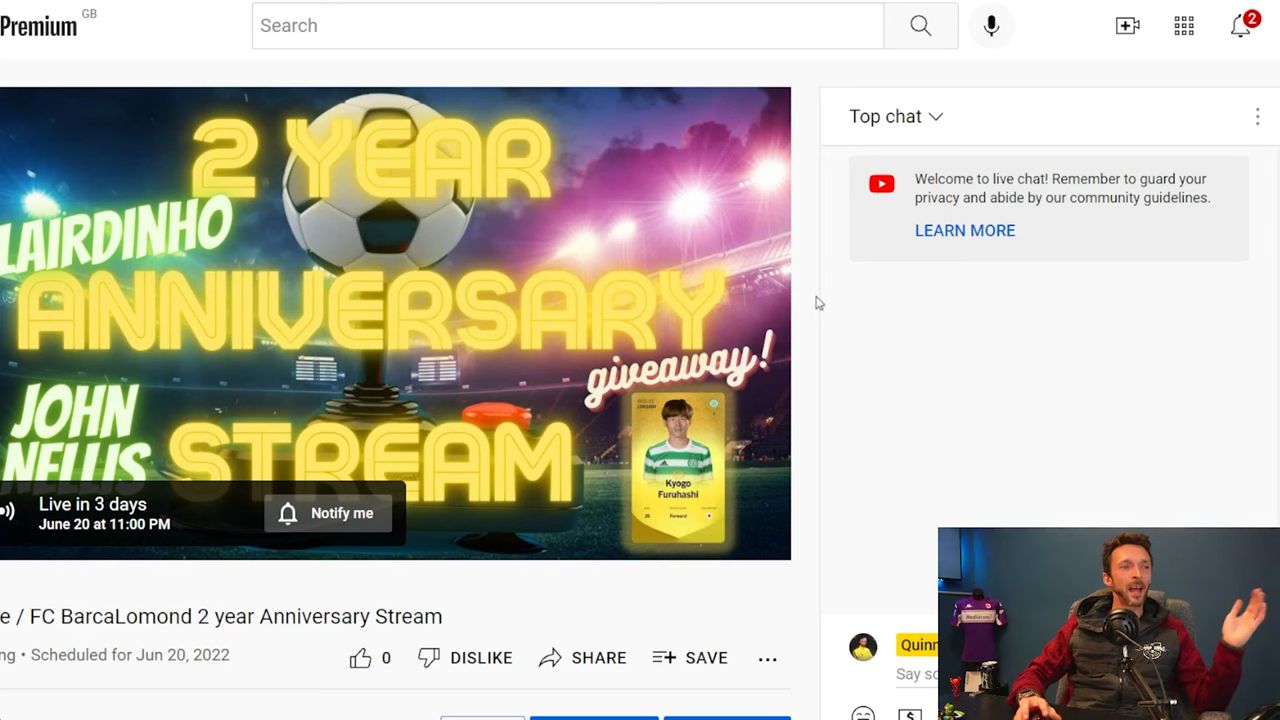 Premium GB
Search
2
2 YEAR
LAIRDINHO
ANNIVERSARY
giveaway!
JOHN
NELLIS
STREAM
Kyogo
Furuhashi
Live in 3 days
June 20 at 11:00 PM
Notify me
e / FC BarcaLomond 2 year Anniversary Stream
ng • Scheduled for Jun 20, 2022
0
DISLIKE
SHARE
SAVE
Top chat
Welcome to live chat! Remember to guard your
privacy and abide by our community guidelines.
LEARN MORE
Quinn
Say so